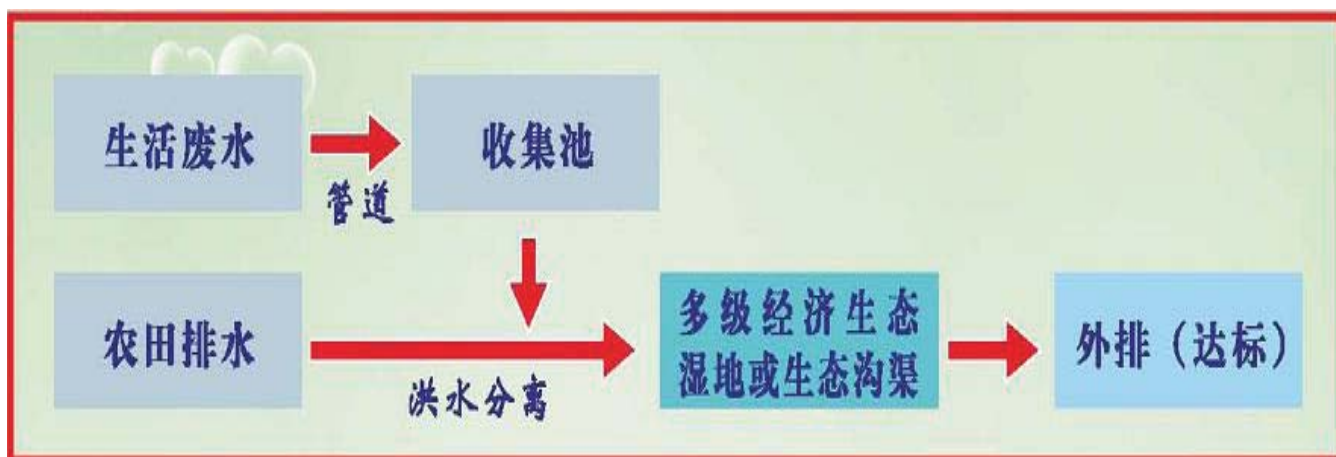 生活废水
管道
收集池
农田排水
洪水分离
多级经济生态
湿地或生态沟渠
外排（达标）